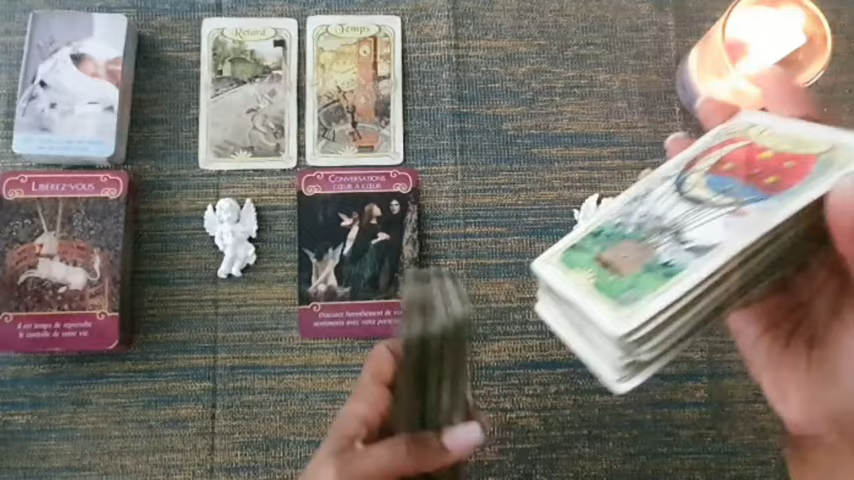 Retard
Temps
LIBÉREZ-VOUS
Il est temps de reprendre
le contrôle de votre vie.
CONVERSATIONS
CŒUR À CŒUR
Discutez honnêtement de vos
sentiments avec votre